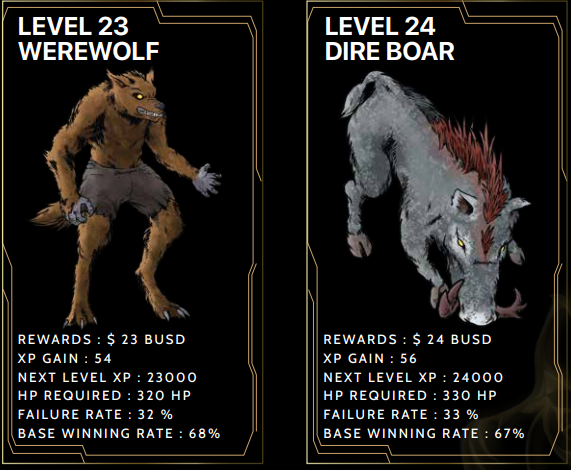 LEVEL 23
WEREWOLF
REWARDS : $ 23 BUSD
XP GAIN : 54
NEXT LEVEL XP : 23000
HP REQUIRED : 320 HP
FAILURE RATE : 32 %
BASE WINNING RATE : 68%
LEVEL 24
DIRE BOAR
REWARDS : $ 24 BUSD
XP GAIN : 56
NEXT LEVEL XP : 24000
HP REQUIRED : 330 HP
FAILURE RATE : 33 %
BASE WINNING RATE : 67%